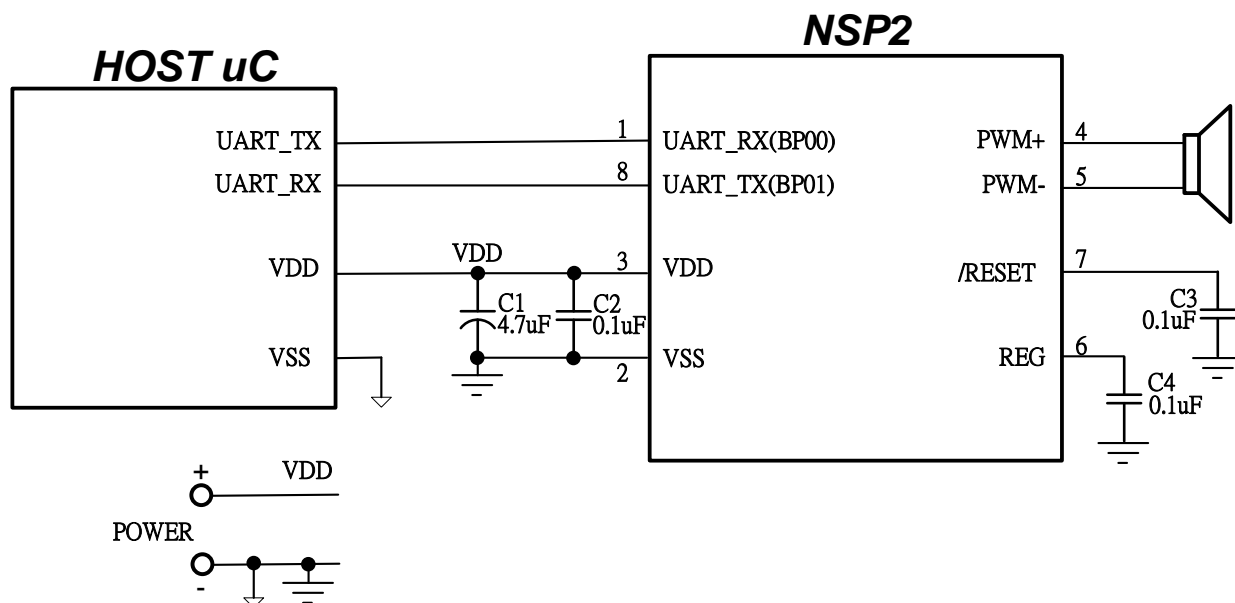 NSP2
HOST uC
UART_TX
1
UART_RX(BP00)
PWM+
4
UART_RX
8
UART_TX(BP01)
PWM-
5
VDD
VDD
3
VDD
/RESET
7
C1
4.7uF
C2
0.1uF
C3
0.1uF
VSS
2
VSS
REG
6
C4
0.1uF
+
VDD
POWER
-